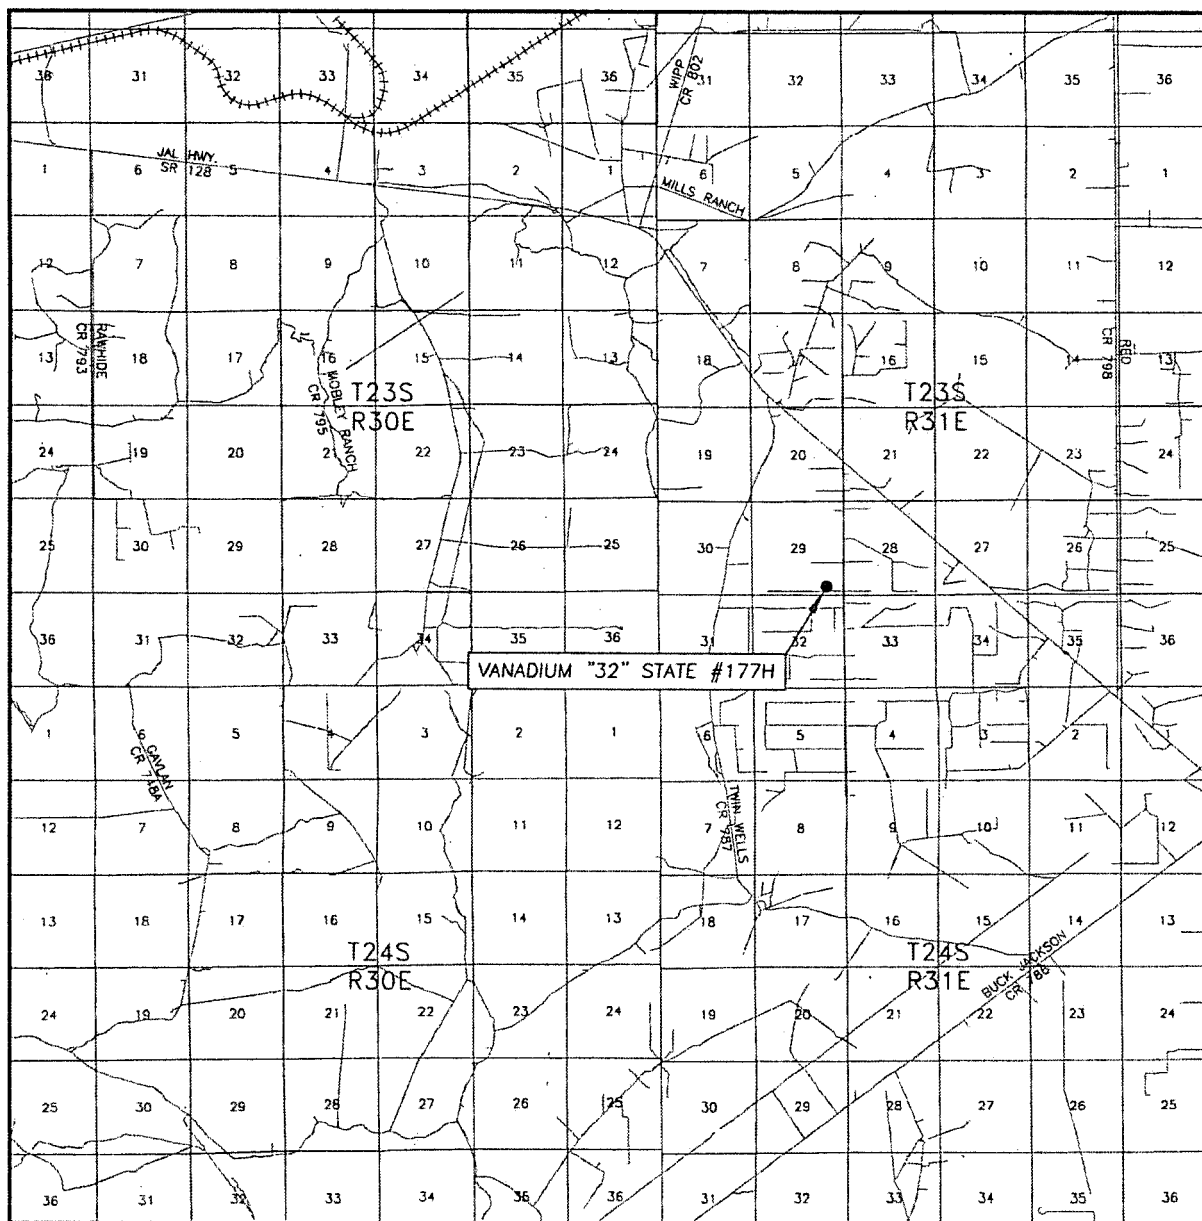 36 31 32 33 34 35 36 31 32 33 34 35 36
WIPP
CR 802
JAL HWY.
SR 128
1 6 5 4 3 2 1 6 5 4 3 2 1
MILLS RANCH
12 7 8 9 10 11 12 7 8 9 10 11 12
RAWHIDE
CR 793
RED
CR 798
13 18 17 16 15 14 13 18 16 15 14 13
MOBLEY RANCH
CR 795
T23S
R30E
T23S
R31E
24 19 20 21 22 23 24 19 20 21 22 23 24
25 30 29 28 27 26 25 30 29 28 27 26 25
36 31 32 33 34 35 36 31 32 33 34 35 36
VANADIUM "32" STATE #177H
1 6 5 4 3 2 1 6 5 4 3 2 1
GAVLAN
CR 748A
TWIN WELLS
CR 787
12 7 8 9 10 11 12 7 8 9 10 11 12
13 18 17 16 15 14 13 18 17 16 15 14 13
T24S
R30E
T24S
R31E
BUCK JACKSON
CR 786
24 19 20 21 22 23 24 19 20 21 22 23 24
25 30 29 28 27 26 25 30 29 28 27 26 25
36 31 32 33 34 35 36 31 32 33 34 35 36